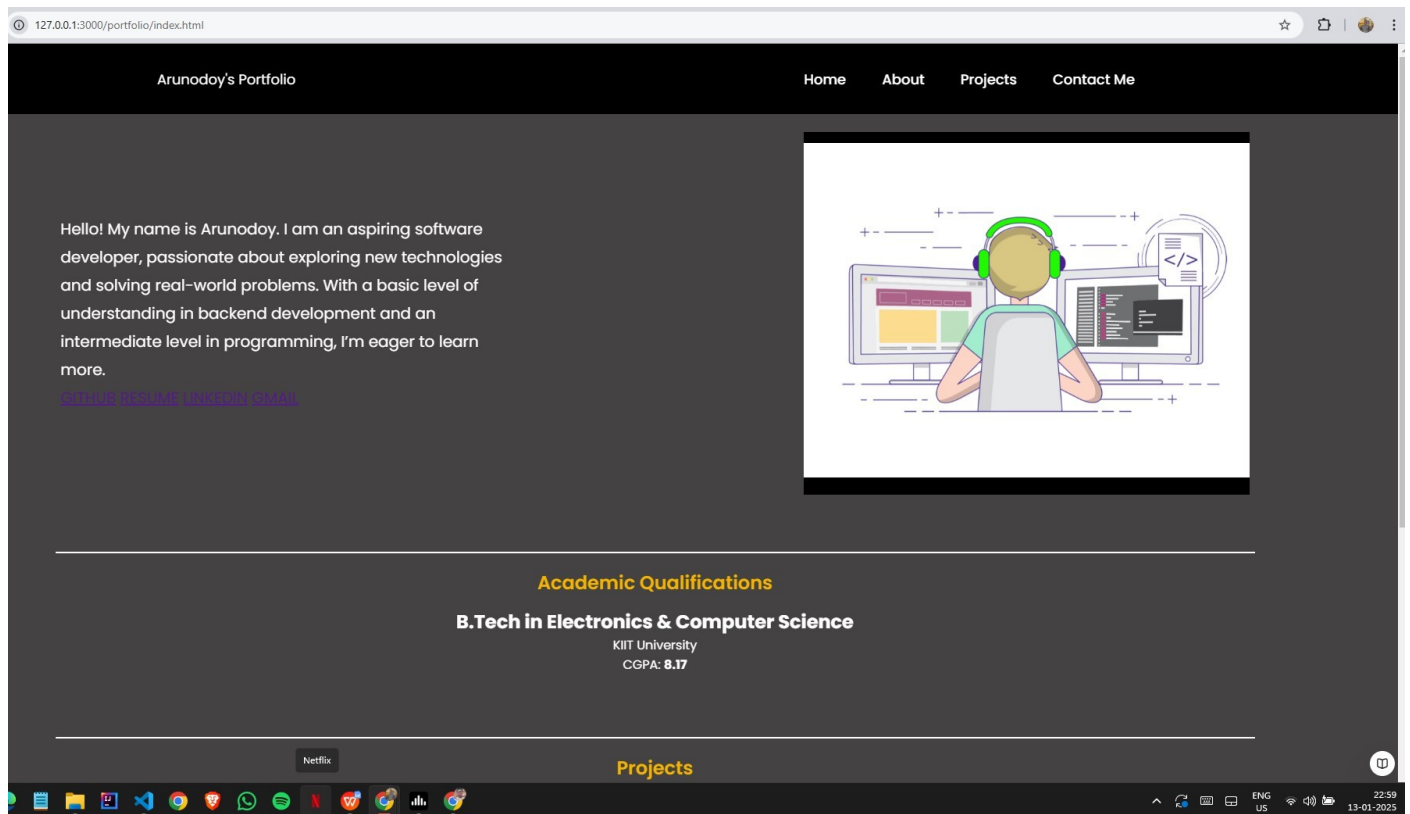 127.0.0.1:3000/portfolio/index.html
Arunodoy's Portfolio
Home About Projects Contact Me
Hello! My name is Arunodoy. I am an aspiring software
developer, passionate about exploring new technologies
and solving real-world problems. With a basic level of
understanding in backend development and an
intermediate level in programming, I'm eager to learn
more.
GITHUB RESUME LINKEDIN GMAIL
</>
Academic Qualifications
B.Tech in Electronics & Computer Science
KIIT University
CGPA: 8.17
Netflix
Projects
ENG
US
22:59
13-01-2025